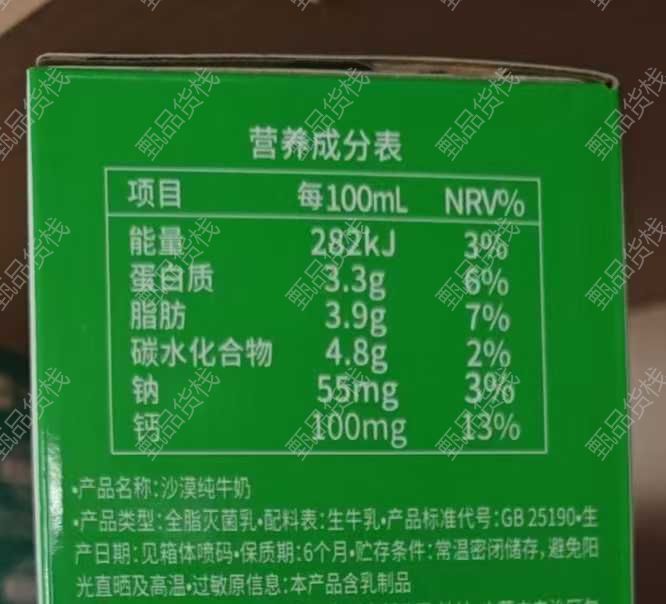 营养成分表
项目 每100mL NRV%
能量 282kJ 3%
蛋白质 3.3g 6%
脂肪 3.9g 7%
碳水化合物 4.8g 2%
钠 55mg 3%
钙 100mg 13%
•产品名称:沙漠纯牛奶
•产品类型:全脂灭菌乳•配料表:生牛乳•产品标准代号:GB 25190•生
产日期:见箱体喷码•保质期:6个月•贮存条件:常温密闭储存,避免阳
光直晒及高温•过敏原信息:本产品含乳制品
甄品货栈